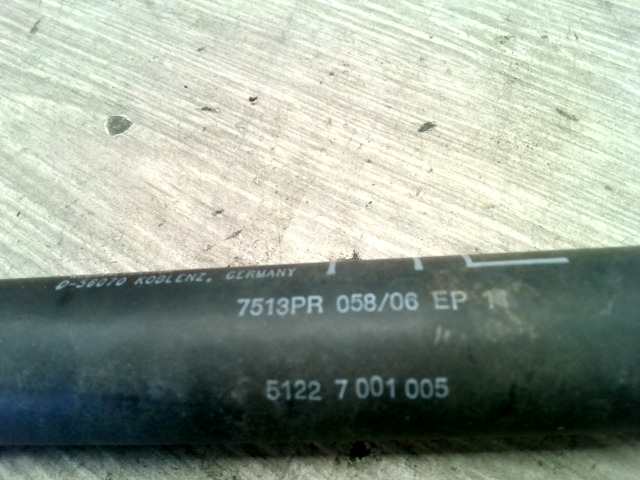 D-56070 KOBLENZ, GERMANY
7513PR 058/06 EP
5122 7 001 005